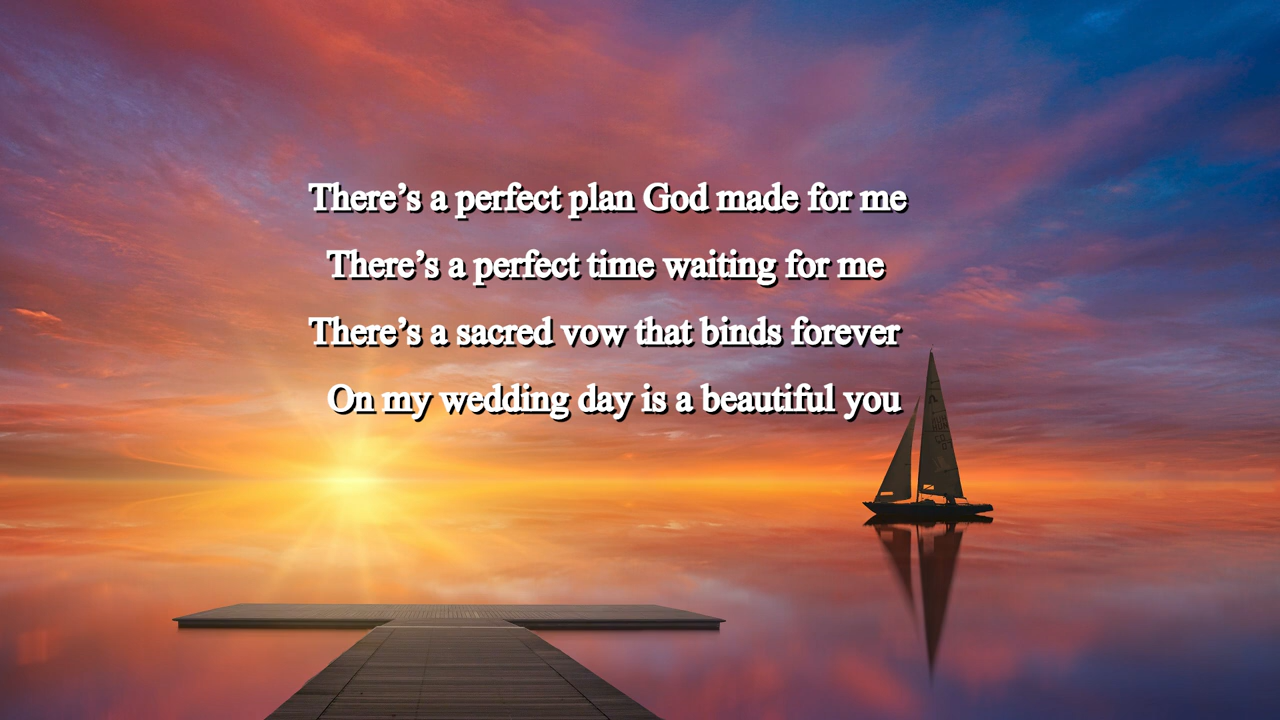 There’s a perfect plan God made for me
There’s a perfect time waiting for me
There’s a sacred vow that binds forever
On my wedding day is a beautiful you